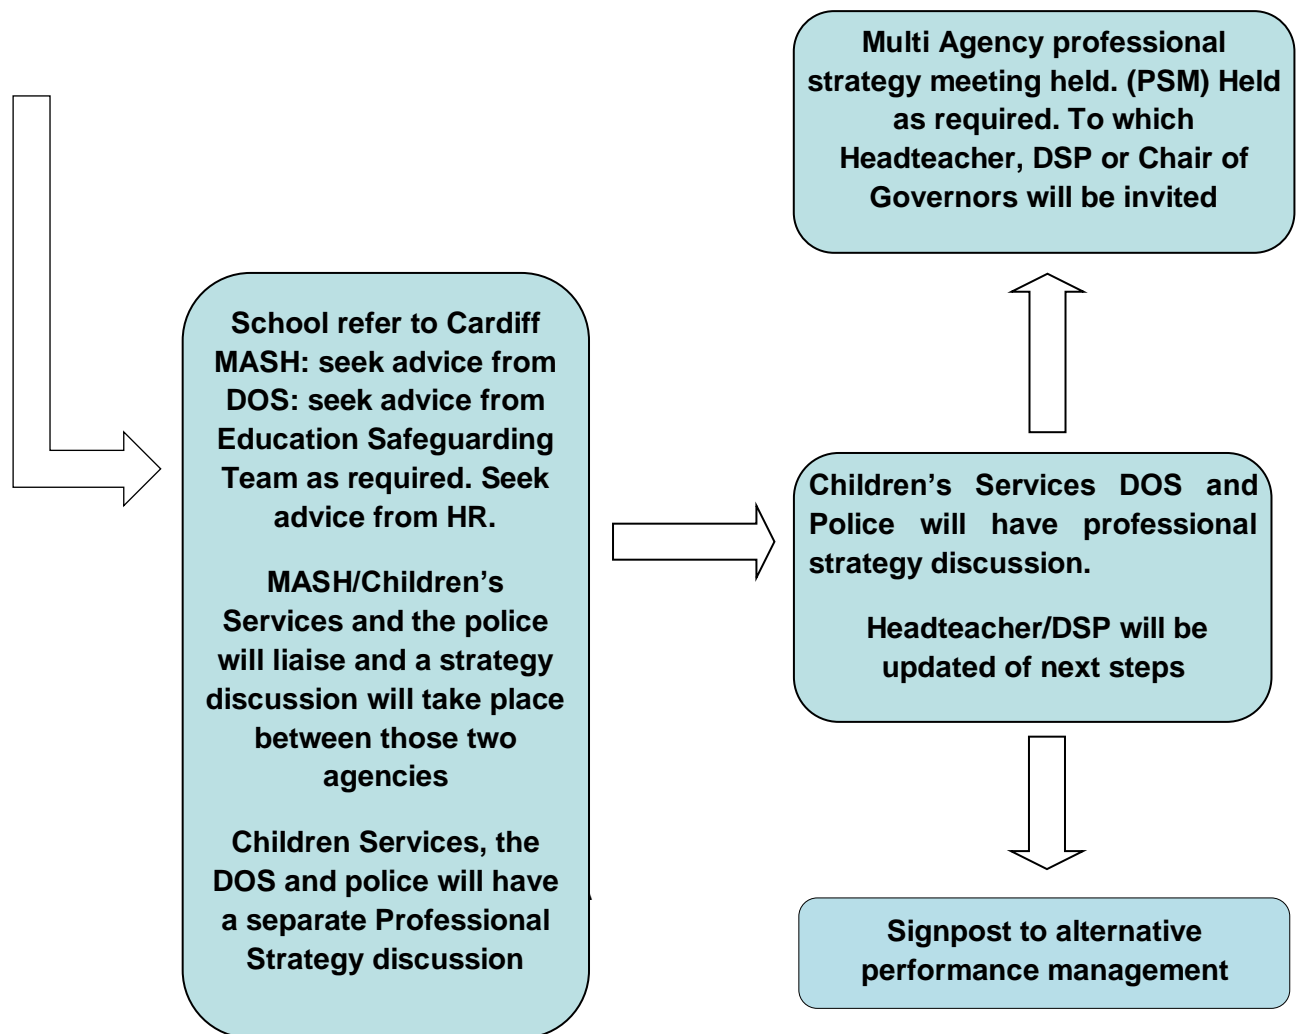 Multi Agency professional
strategy meeting held. (PSM) Held
as required. To which
Headteacher, DSP or Chair of
Governors will be invited
School refer to Cardiff
MASH: seek advice from
DOS: seek advice from
Education Safeguarding
Team as required. Seek
advice from HR.
MASH/Children’s
Services and the police
will liaise and a strategy
discussion will take place
between those two
agencies
Children Services, the
DOS and police will have
a separate Professional
Strategy discussion
Children’s Services DOS and
Police will have professional
strategy discussion.
Headteacher/DSP will be
updated of next steps
Signpost to alternative
performance management